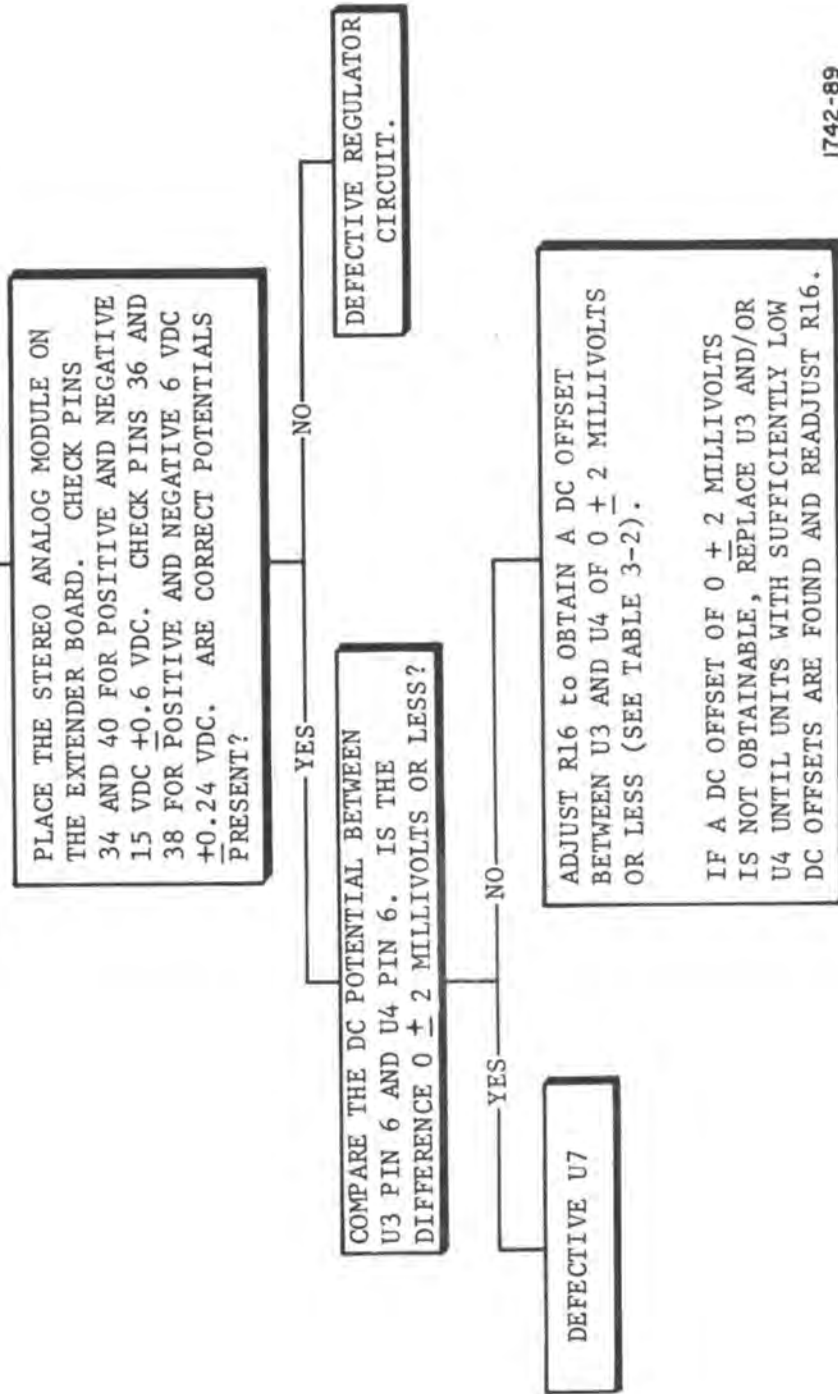 PLACE THE STEREO ANALOG MODULE ON
THE EXTENDER BOARD. CHECK PINS
34 AND 40 FOR POSITIVE AND NEGATIVE
15 VDC ±0.6 VDC. CHECK PINS 36 AND
38 FOR POSITIVE AND NEGATIVE 6 VDC
±0.24 VDC. ARE CORRECT POTENTIALS
PRESENT?
YES
NO
COMPARE THE DC POTENTIAL BETWEEN
U3 PIN 6 AND U4 PIN 6. IS THE
DIFFERENCE 0 ± 2 MILLIVOLTS OR LESS?
DEFECTIVE REGULATOR
CIRCUIT.
YES
NO
DEFECTIVE U7
ADJUST R16 to OBTAIN A DC OFFSET
BETWEEN U3 AND U4 OF 0 ± 2 MILLIVOLTS
OR LESS (SEE TABLE 3-2).
IF A DC OFFSET OF 0 ± 2 MILLIVOLTS
IS NOT OBTAINABLE, REPLACE U3 AND/OR
U4 UNTIL UNITS WITH SUFFICIENTLY LOW
DC OFFSETS ARE FOUND AND READJUST R16.
1742-89